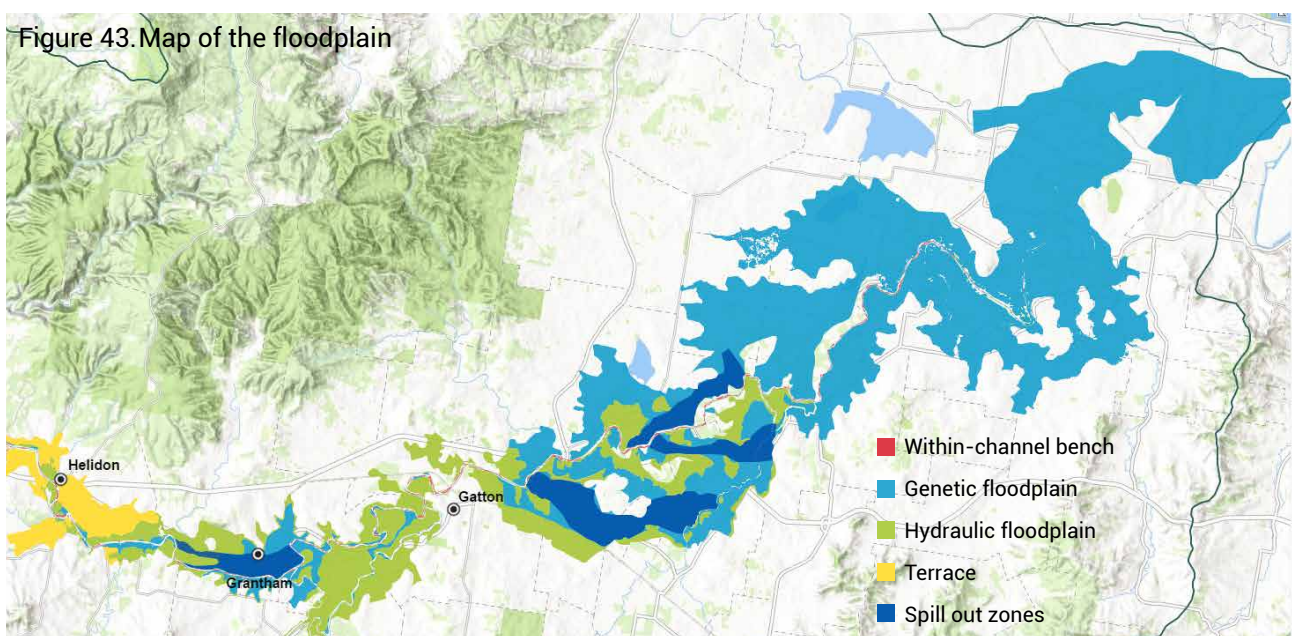 Figure 43. Map of the floodplain
Helidon
Gatton
Grantham
Within-channel bench
Genetic floodplain
Hydraulic floodplain
Terrace
Spill out zones